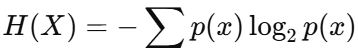 H(X) = − ∑ p(x) log₂ p(x)